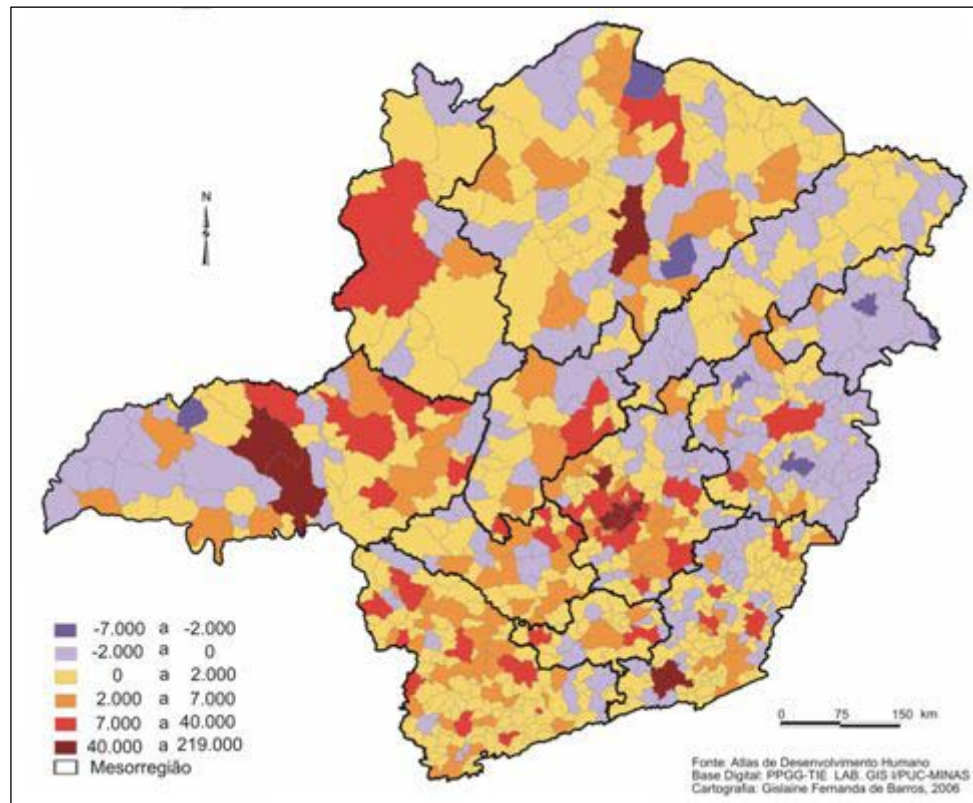 N
-7.000 a -2.000
-2.000 a 0
0 a 2.000
2.000 a 7.000
7.000 a 40.000
40.000 a 219.000
Mesorregião
0 75 150 km
Fonte: Atlas de Desenvolvimento Humano
Base Digital: PPGG-TIE LAB. GIS I/PUC-MINAS
Cartografia: Gislaine Fernanda de Barros, 2006